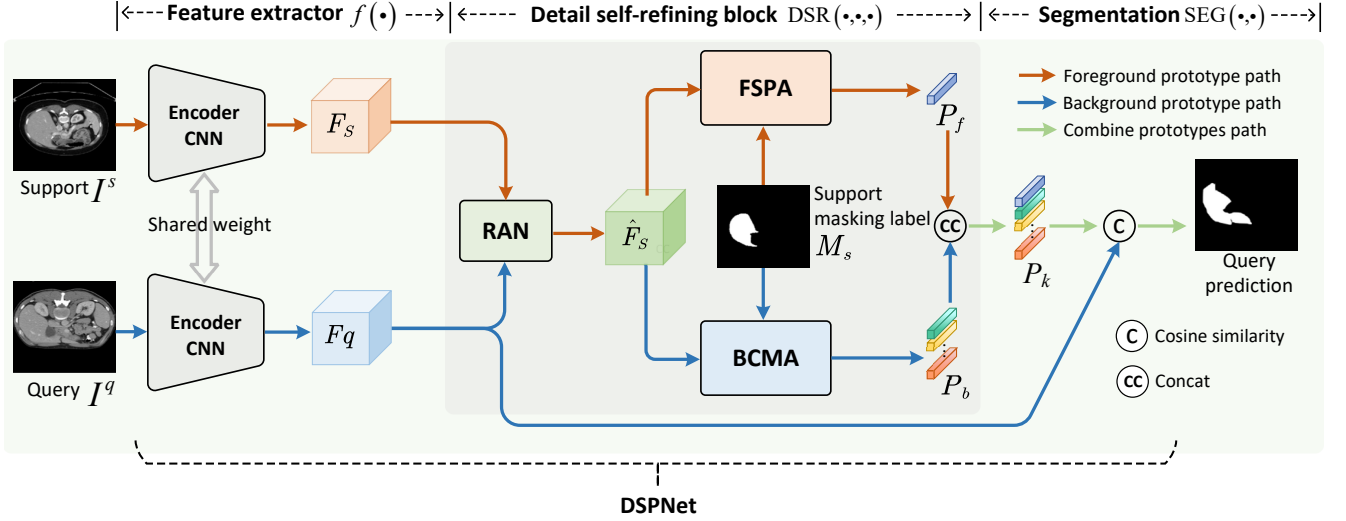 Feature extractor f(•)
Detail self-refining block DSR(•,•,•)
Segmentation SEG(•,•)
Encoder
CNN
F_S
Support I^s
Shared weight
Encoder
CNN
Fq
Query I^q
RAN
F̂_S
FSPA
Support
masking label
M_s
BCMA
P_f
CC
P_b
Foreground prototype path
Background prototype path
Combine prototypes path
P_k
C
Query
prediction
C Cosine similarity
CC Concat
DSPNet